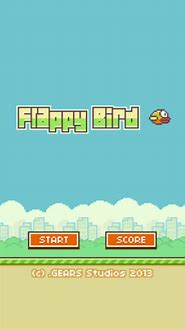 Flappy Bird
START SCORE
(c) .GEARS Studios 2013